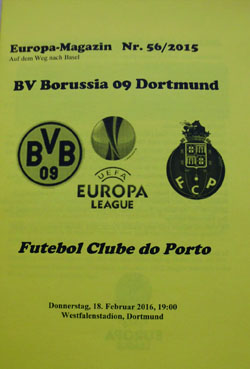 Europa-Magazin Nr. 56/2015
Auf dem Weg nach Basel
BV Borussia 09 Dortmund
BVB
09
UEFA
EUROPA
LEAGUE
FCP
Futebol Clube do Porto
Donnerstag, 18. Februar 2016, 19:00
Westfalenstadion, Dortmund